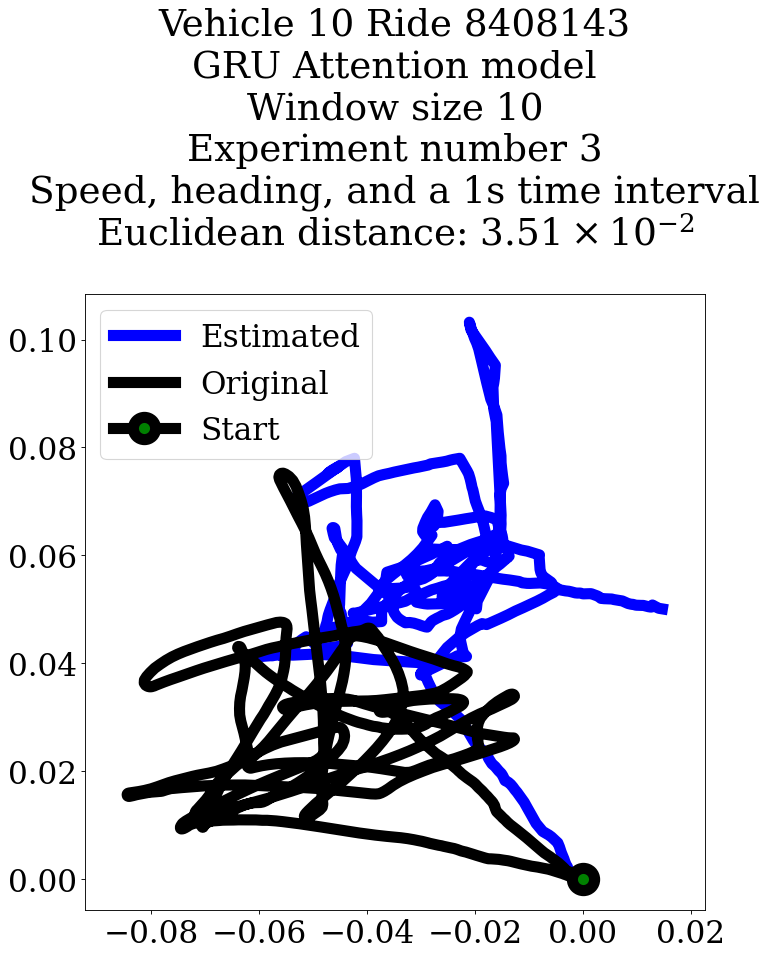 Vehicle 10 Ride 8408143
GRU Attention model
Window size 10
Experiment number 3
Speed, heading, and a 1s time interval
Euclidean distance: 3.51 × 10⁻²
Estimated
Original
Start
0.10
0.08
0.06
0.04
0.02
0.00
−0.08 −0.06 −0.04 −0.02 0.00 0.02